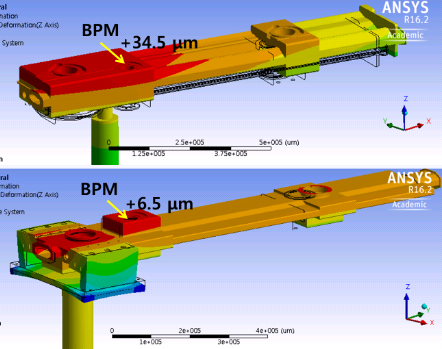 ral
mation
Deformation(Z Axis)
System
BPM
+34.5 µm
ANSYS
R16.2
Academic
Z
Y
X
0
2.5e+005
5e+005 (um)
1.25e+005
3.75e+005
m
ral
mation
Deformation(Z Axis)
e System
BPM
+6.5 µm
ANSYS
R16.2
Academic
Z
Y
X
0
2e+005
4e+005 (um)
1e+005
3e+005